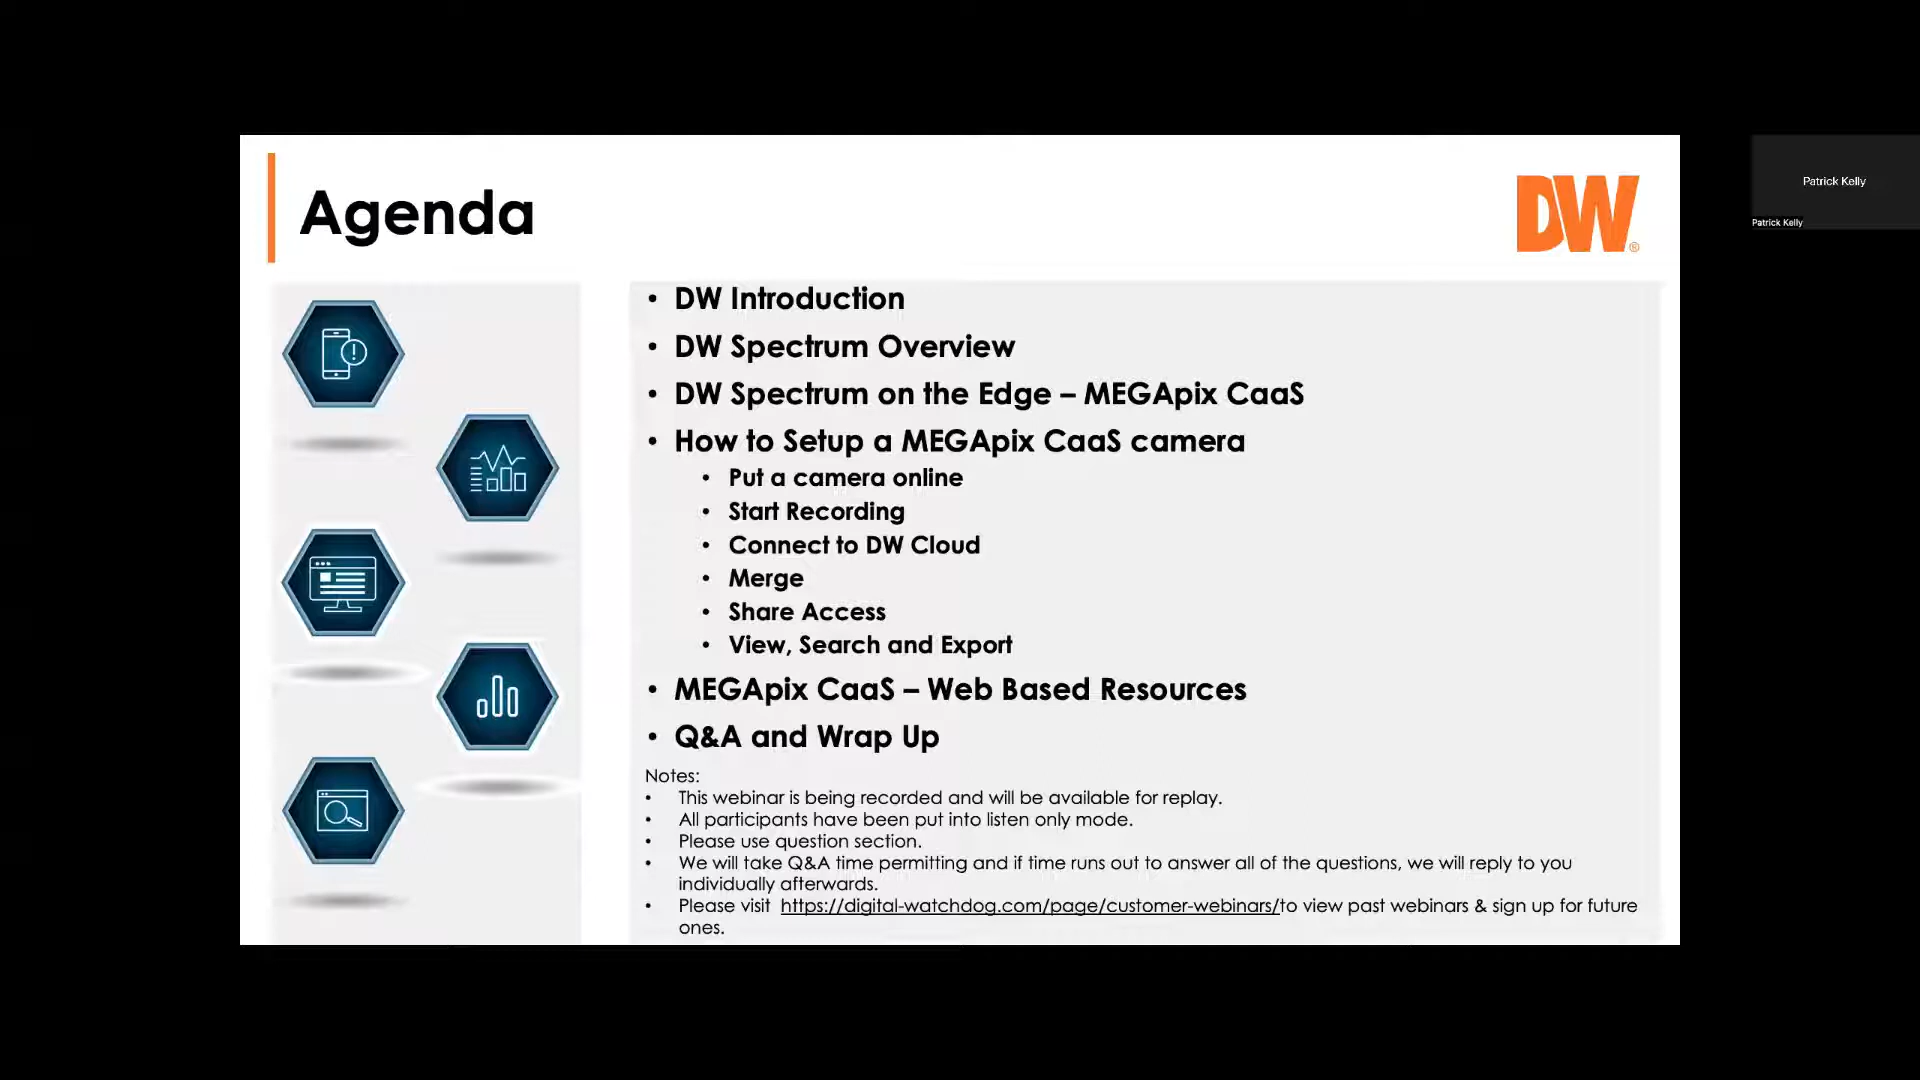 Agenda
DW®
• DW Introduction
• DW Spectrum Overview
• DW Spectrum on the Edge – MEGApix CaaS
• How to Setup a MEGApix CaaS camera
• Put a camera online
• Start Recording
• Connect to DW Cloud
• Merge
• Share Access
• View, Search and Export
• MEGApix CaaS – Web Based Resources
• Q&A and Wrap Up
Notes:
• This webinar is being recorded and will be available for replay.
• All participants have been put into listen only mode.
• Please use question section.
• We will take Q&A time permitting and if time runs out to answer all of the questions, we will reply to you
individually afterwards.
• Please visit https://digital-watchdog.com/page/customer-webinars/to view past webinars & sign up for future
ones.
Patrick Kelly
Patrick Kelly